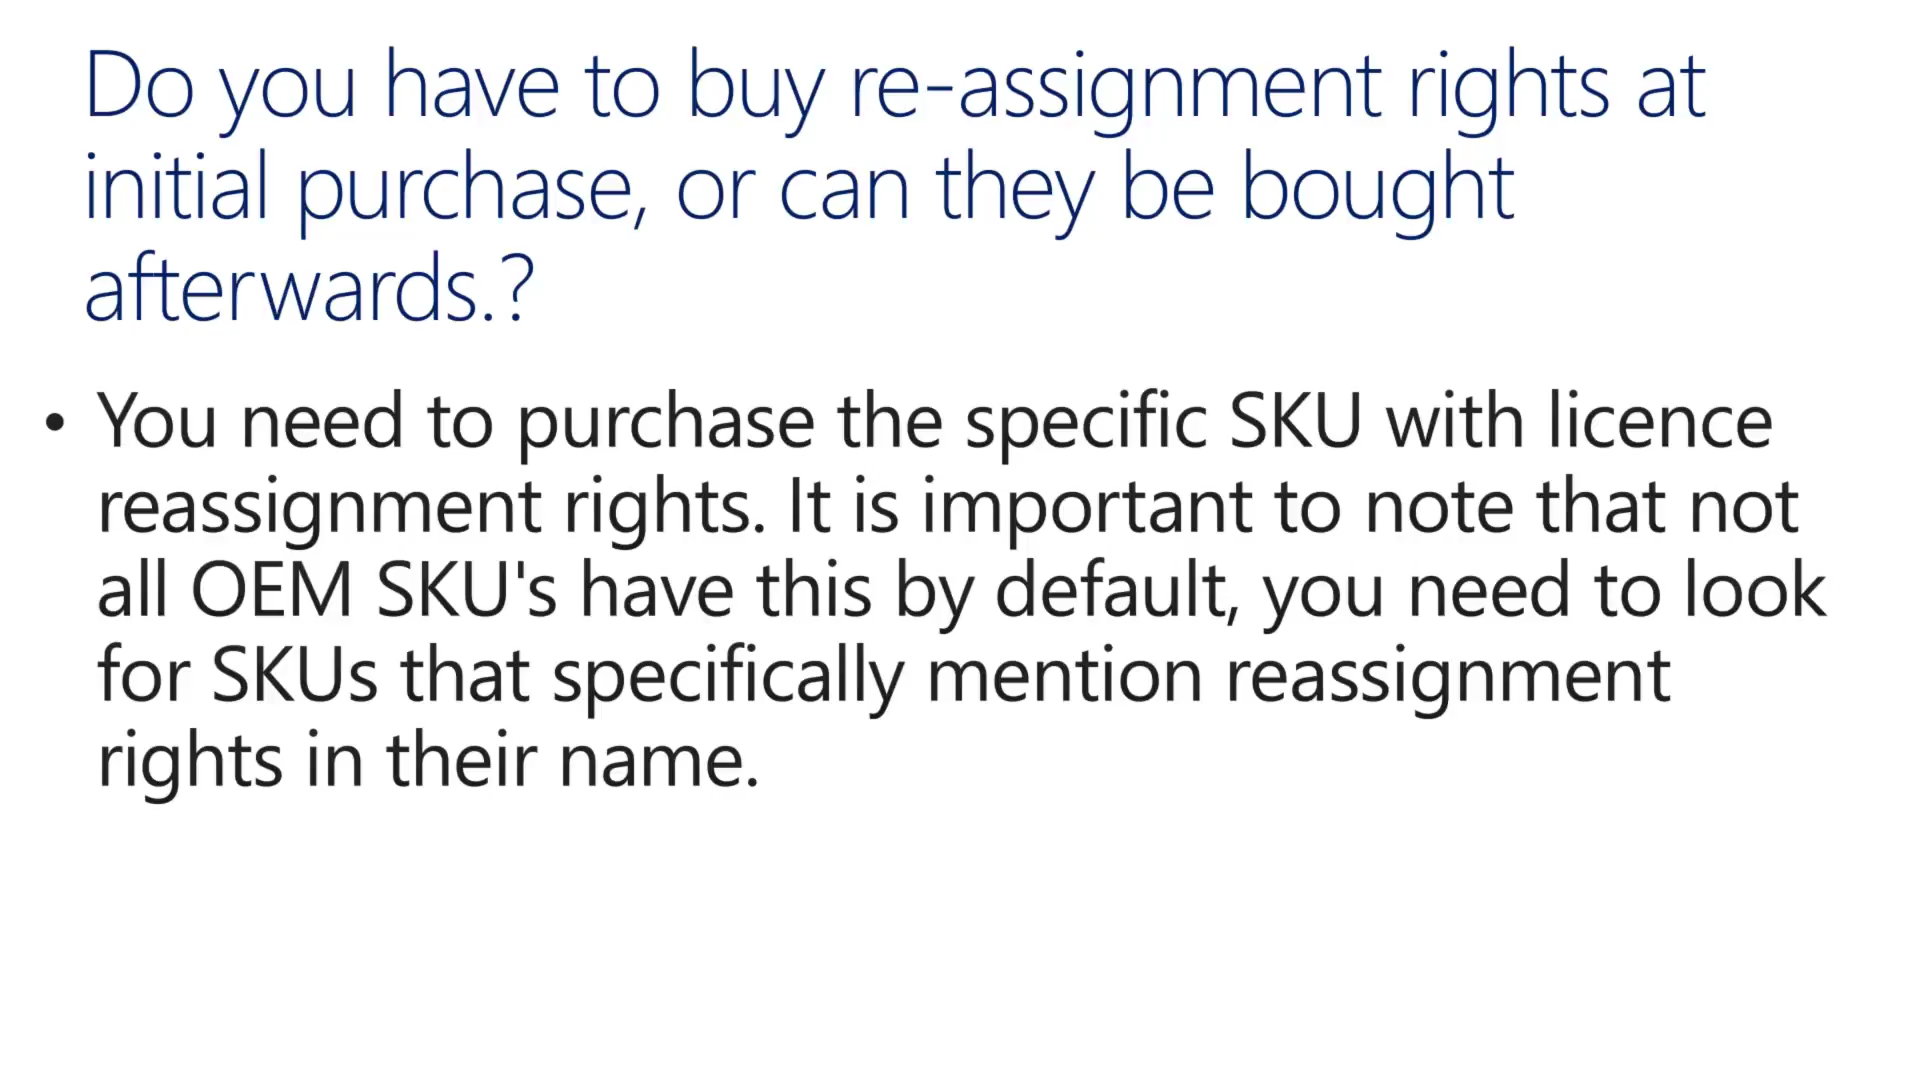 Do you have to buy re-assignment rights at
initial purchase, or can they be bought
afterwards.?
• You need to purchase the specific SKU with licence
reassignment rights. It is important to note that not
all OEM SKU's have this by default, you need to look
for SKUs that specifically mention reassignment
rights in their name.